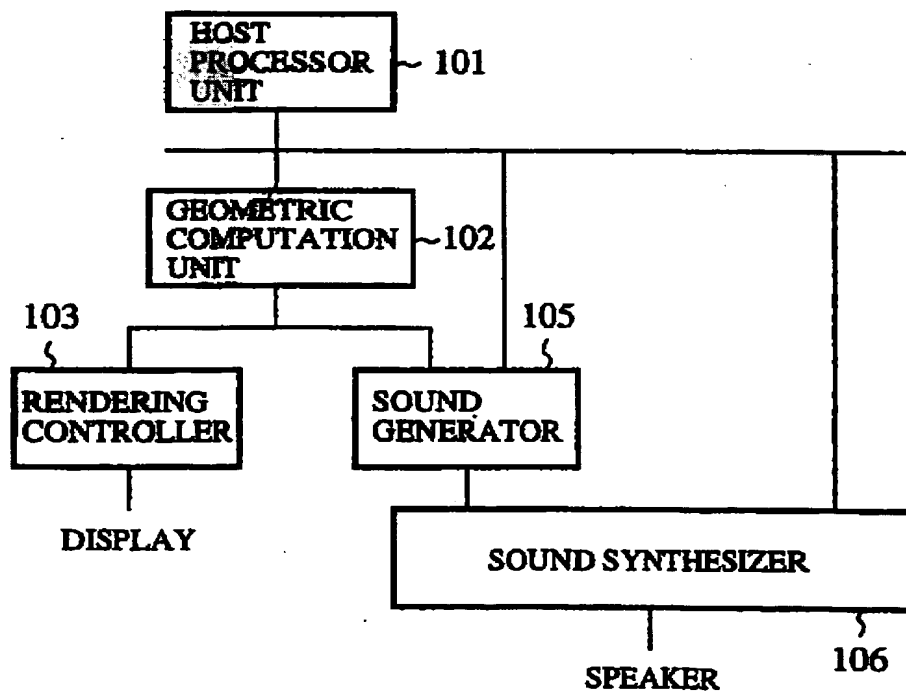 HOST
PROCESSOR
UNIT
101
GEOMETRIC
COMPUTATION
UNIT
102
103
105
RENDERING
CONTROLLER
SOUND
GENERATOR
DISPLAY
SOUND SYNTHESIZER
106
SPEAKER